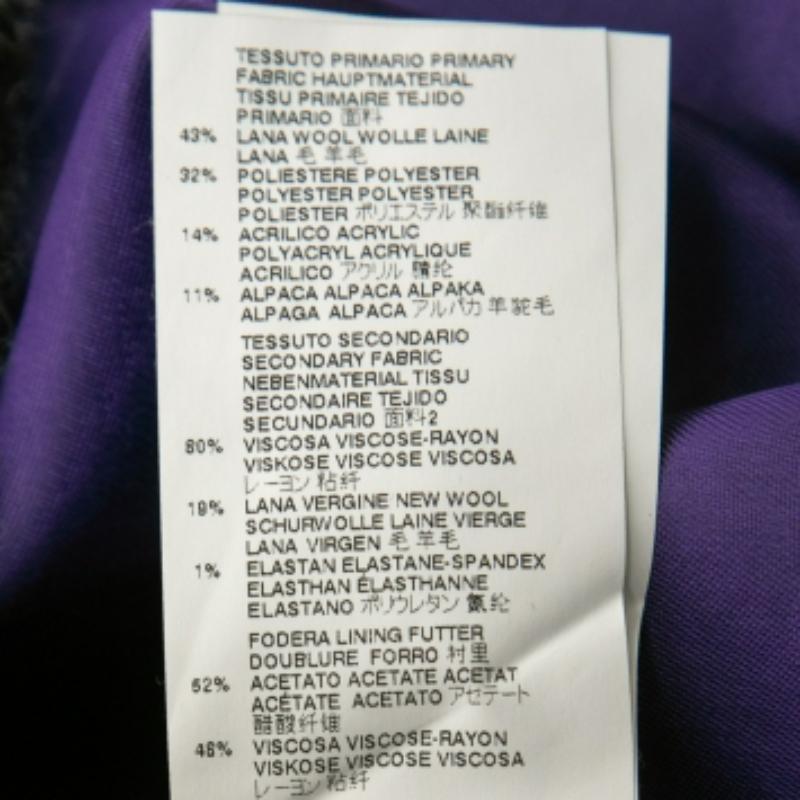 TESSUTO PRIMARIO PRIMARY
FABRIC HAUPTMATERIAL
TISSU PRIMAIRE TEJIDO
PRIMARIO 面料
43% LANA WOOL WOLLE LAINE
LANA 毛 羊毛
32% POLIESTERE POLYESTER
POLYESTER POLYESTER
POLIESTER ポリエステル 聚酯纤维
14% ACRILICO ACRYLIC
POLYACRYL ACRYLIQUE
ACRILICO アクリル 腈纶
11% ALPACA ALPACA ALPAKA
ALPAGA ALPACA アルパカ 羊驼毛
TESSUTO SECONDARIO
SECONDARY FABRIC
NEBENMATERIAL TISSU
SECONDAIRE TEJIDO
SECUNDARIO 面料2
80% VISCOSA VISCOSE-RAYON
VISKOSE VISCOSE VISCOSA
レーヨン 粘纤
19% LANA VERGINE NEW WOOL
SCHURWOLLE LAINE VIERGE
LANA VIRGEN 毛 羊毛
1% ELASTAN ELASTANE-SPANDEX
ELASTHAN ÉLASTHANNE
ELASTANO ポリウレタン 氨纶
FODERA LINING FUTTER
DOUBLURE FORRO 衬里
52% ACETATO ACETATE ACETAT
ACÉTATE ACETATO アセテート
醋酸纤维
48% VISCOSA VISCOSE-RAYON
VISKOSE VISCOSE VISCOSA
レーヨン 粘纤